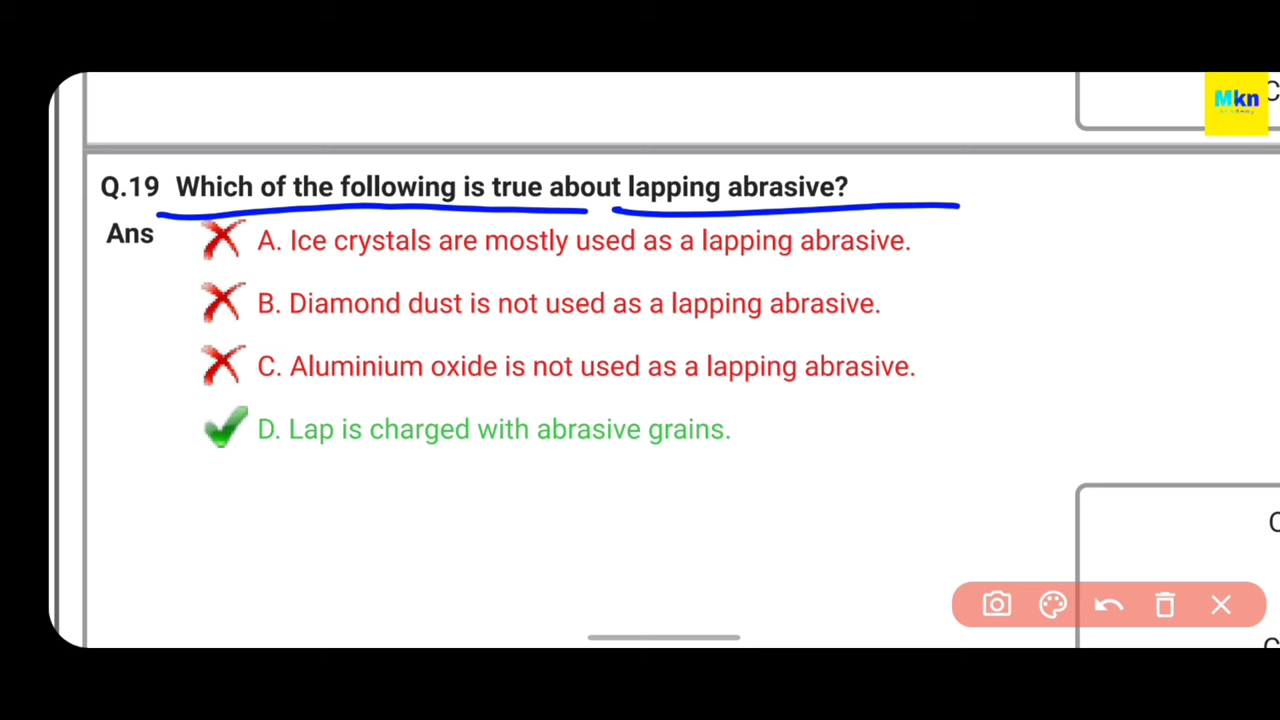 Mkn
Q.19 Which of the following is true about lapping abrasive?
Ans
A. Ice crystals are mostly used as a lapping abrasive.
B. Diamond dust is not used as a lapping abrasive.
C. Aluminium oxide is not used as a lapping abrasive.
D. Lap is charged with abrasive grains.